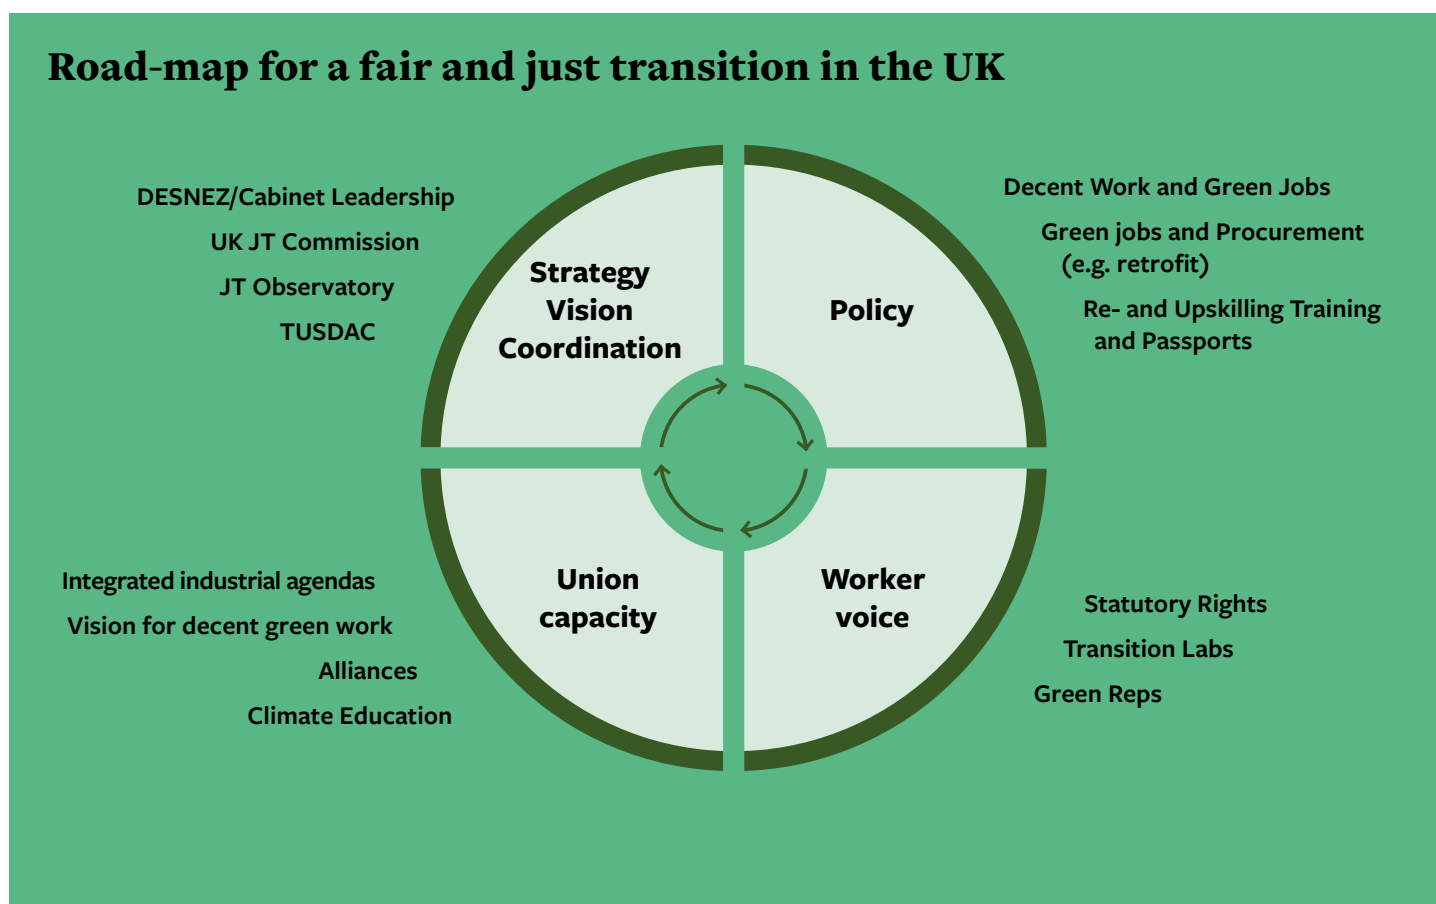 Road-map for a fair and just transition in the UK
DESNEZ/Cabinet Leadership
UK JT Commission
JT Observatory
TUSDAC
Strategy
Vision
Coordination
Policy
Decent Work and Green Jobs
Green jobs and Procurement
(e.g. retrofit)
Re- and Upskilling Training
and Passports
Integrated industrial agendas
Vision for decent green work
Alliances
Climate Education
Union
capacity
Worker
voice
Statutory Rights
Transition Labs
Green Reps